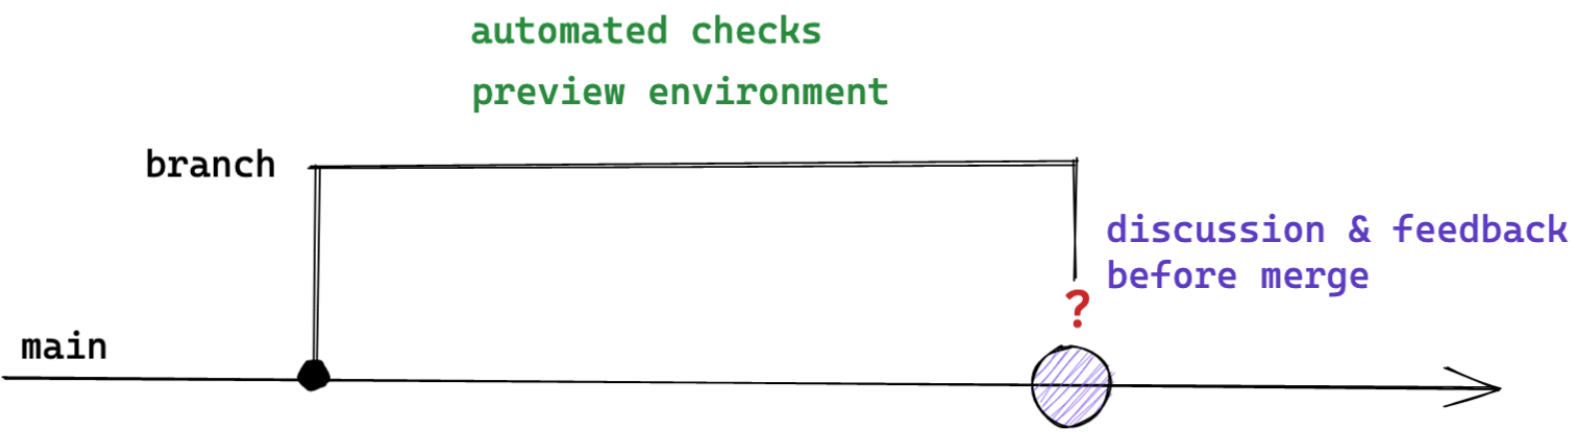 automated checks
preview environment
branch
discussion & feedback
before merge
?
main